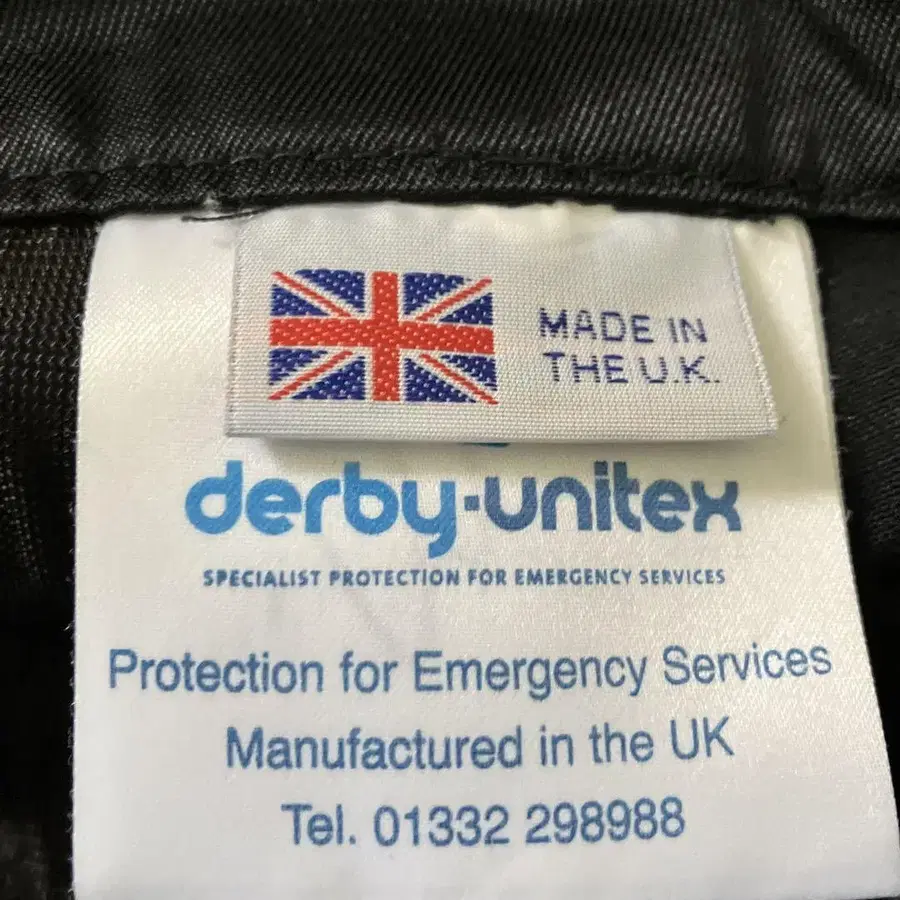 MADE IN
THE U.K.
derby-unitex
SPECIALIST PROTECTION FOR EMERGENCY SERVICES
Protection for Emergency Services
Manufactured in the UK
Tel. 01332 298988